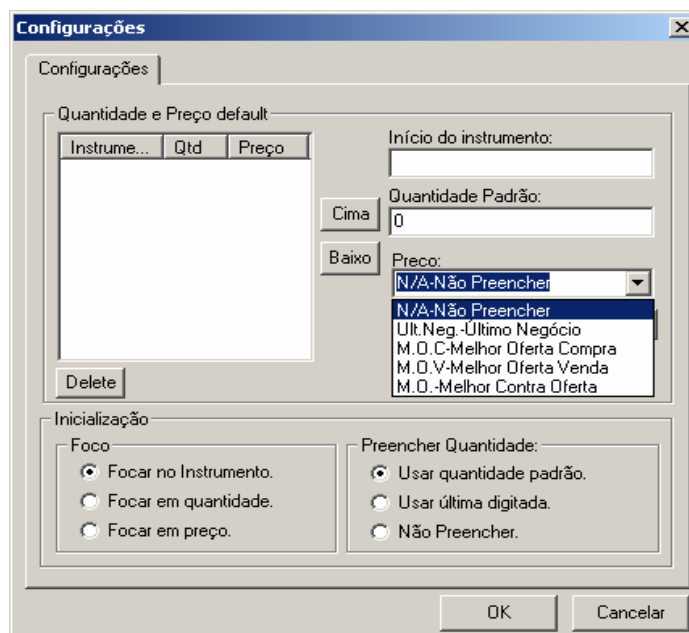 Configurações
Configurações
Quantidade e Preço default
Instrume... Qtd Preço
Início do instrumento:
Quantidade Padrão:
0
Cima
Baixo
Preco:
N/A-Não Preencher
N/A-Não Preencher
Ult.Neg.-Último Negócio
M.O.C-Melhor Oferta Compra
M.O.V-Melhor Oferta Venda
M.O.-Melhor Contra Oferta
Delete
Inicialização
Foco
Focar no Instrumento.
Focar em quantidade.
Focar em preço.
Preencher Quantidade:
Usar quantidade padrão.
Usar última digitada.
Não Preencher.
OK Cancelar